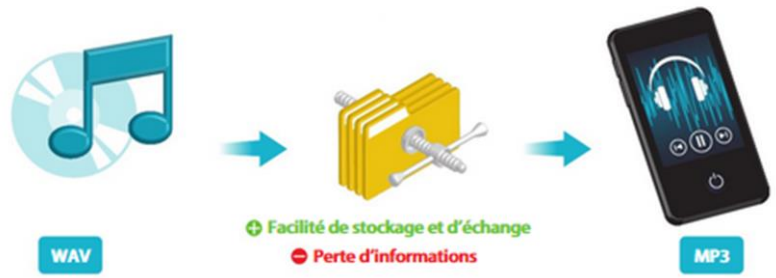 Facilité de stockage et d'échange
Perte d'informations
WAV
MP3